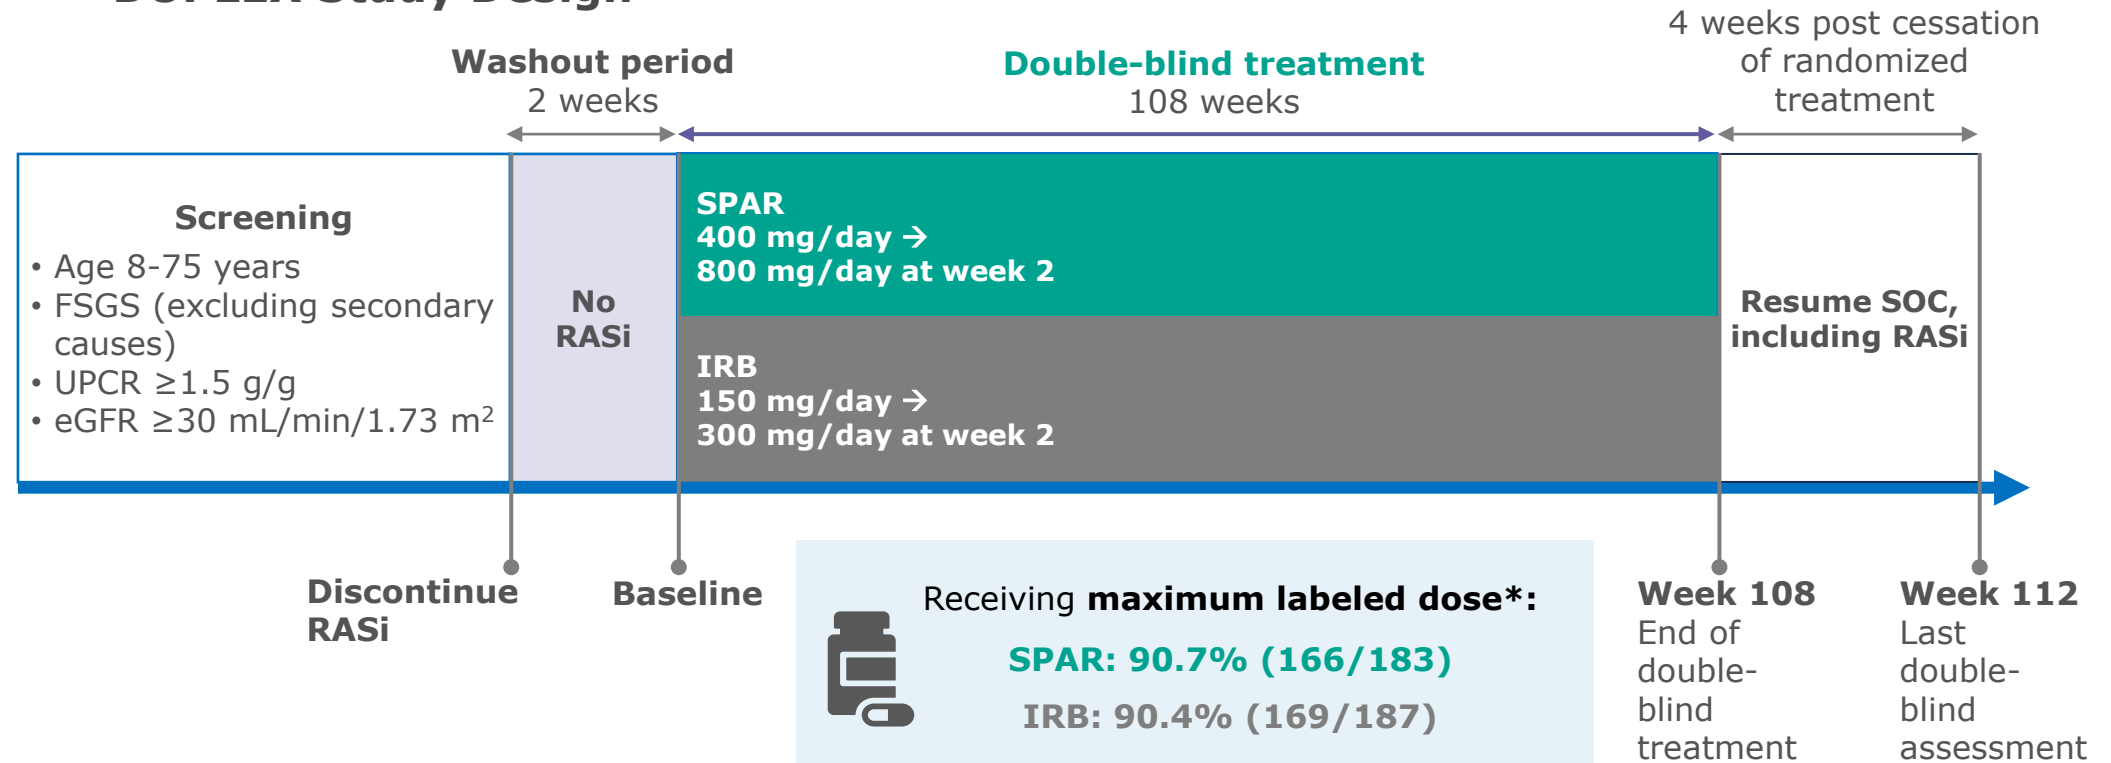 DUPLEX Study Design
Washout period
2 weeks
Double-blind treatment
108 weeks
4 weeks post cessation
of randomized
treatment
Screening
• Age 8-75 years
• FSGS (excluding secondary
causes)
• UPCR ≥1.5 g/g
• eGFR ≥30 mL/min/1.73 m²
No
RASi
SPAR
400 mg/day →
800 mg/day at week 2
IRB
150 mg/day →
300 mg/day at week 2
Resume SOC,
including RASi
Discontinue
RASi
Baseline
Receiving maximum labeled dose*:
SPAR: 90.7% (166/183)
IRB: 90.4% (169/187)
Week 108
End of
double-
blind
treatment
Week 112
Last
double-
blind
assessment